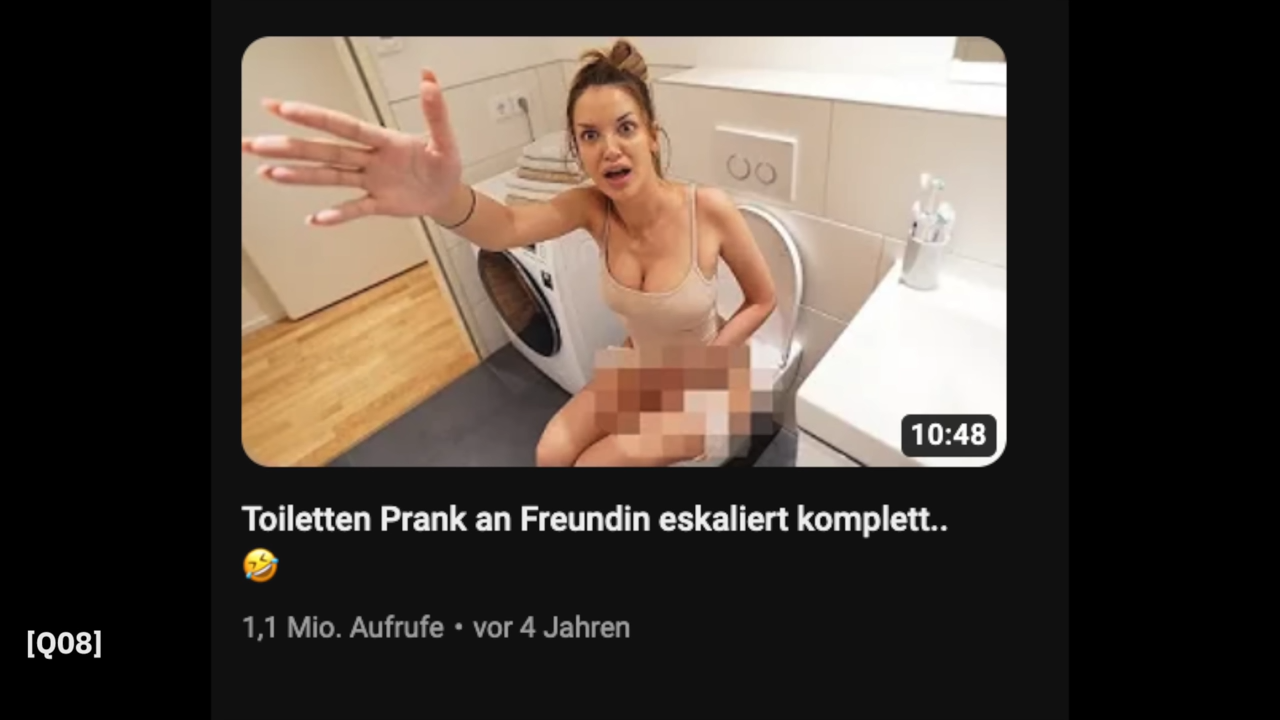 10:48
Toiletten Prank an Freundin eskaliert komplett..
🤣
1,1 Mio. Aufrufe • vor 4 Jahren
[Q08]